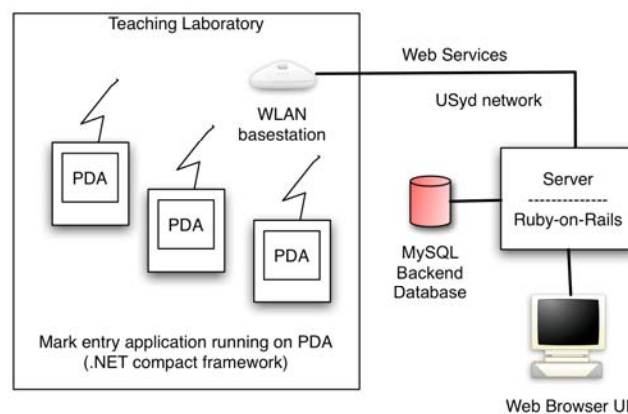 Teaching Laboratory
WLAN
basestation
PDA
PDA
PDA
Mark entry application running on PDA
(.NET compact framework)
Web Services
USyd network
Server
Ruby-on-Rails
MySQL
Backend
Database
Web Browser UI